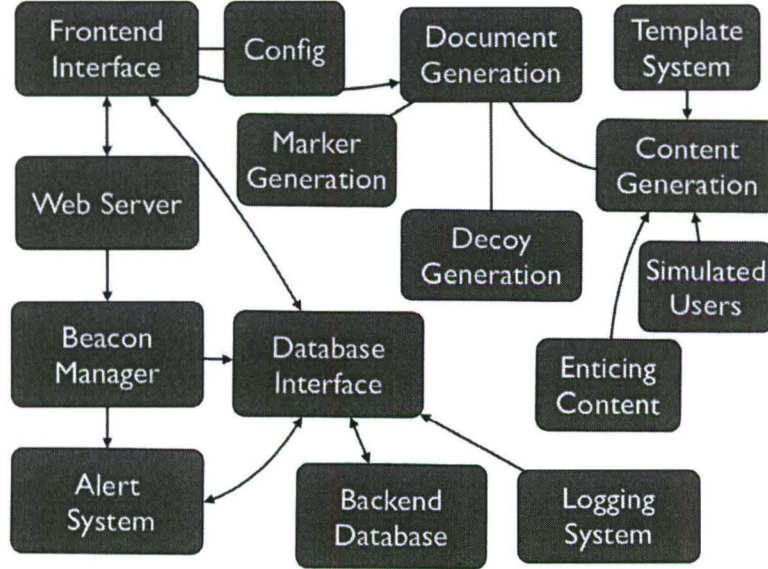 Frontend
Interface
Config
Document
Generation
Template
System
Marker
Generation
Content
Generation
Web Server
Decoy
Generation
Simulated
Users
Beacon
Manager
Database
Interface
Enticing
Content
Alert
System
Backend
Database
Logging
System